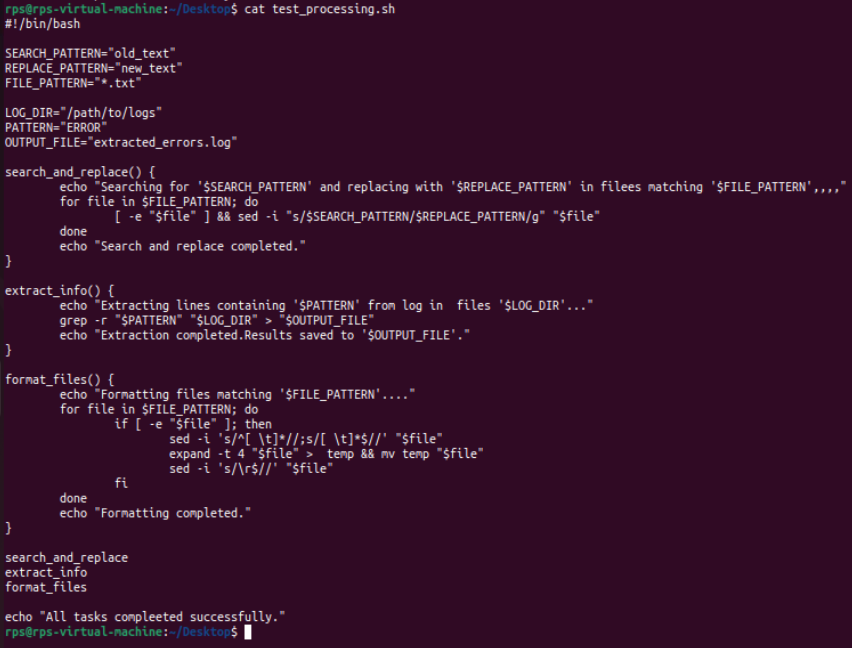 rps@rps-virtual-machine:~/Desktop$ cat test_processing.sh
#!/bin/bash
SEARCH_PATTERN="old_text"
REPLACE_PATTERN="new_text"
FILE_PATTERN="*.txt"
LOG_DIR="/path/to/logs"
PATTERN="ERROR"
OUTPUT_FILE="extracted_errors.log"
search_and_replace() {
        echo "Searching for '$SEARCH_PATTERN' and replacing with '$REPLACE_PATTERN' in filees matching '$FILE_PATTERN',,,,"
        for file in $FILE_PATTERN; do
                [ -e "$file" ] && sed -i "s/$SEARCH_PATTERN/$REPLACE_PATTERN/g" "$file"
        done
        echo "Search and replace completed."
}
extract_info() {
        echo "Extracting lines containing '$PATTERN' from log in  files '$LOG_DIR'..."
        grep -r "$PATTERN" "$LOG_DIR" > "$OUTPUT_FILE"
        echo "Extraction completed.Results saved to '$OUTPUT_FILE'."
}
format_files() {
        echo "Formatting files matching '$FILE_PATTERN'...."
        for file in $FILE_PATTERN; do
                if [ -e "$file" ]; then
                        sed -i 's/^[ \t]*//;s/[ \t]*$//' "$file"
                        expand -t 4 "$file" >  temp && mv temp "$file"
                        sed -i 's/\r$//' "$file"
                fi
        done
        echo "Formatting completed."
}
search_and_replace
extract_info
format_files
echo "All tasks compleeted successfully."
rps@rps-virtual-machine:~/Desktop$